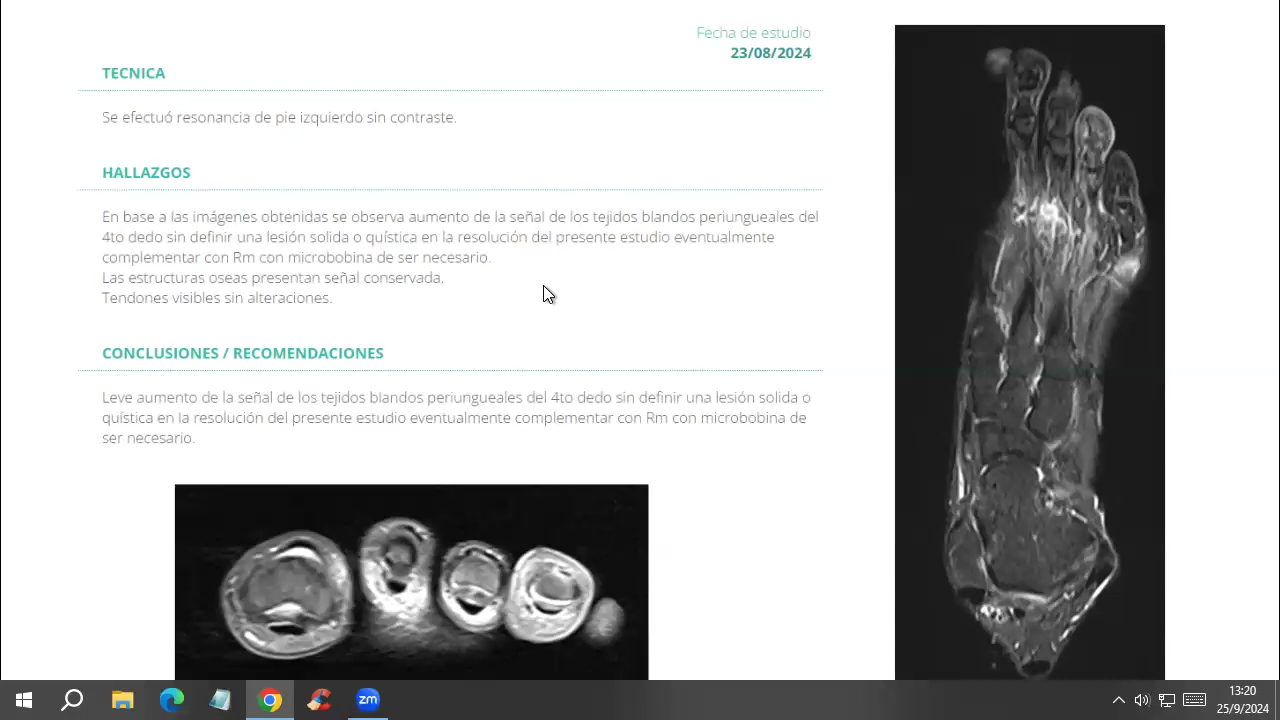 Fecha de estudio
23/08/2024
TECNICA
Se efectuó resonancia de pie izquierdo sin contraste.
HALLAZGOS
En base a las imágenes obtenidas se observa aumento de la señal de los tejidos blandos periungueales del
4to dedo sin definir una lesión solida o quística en la resolución del presente estudio eventualmente
complementar con Rm con microbobina de ser necesario.
Las estructuras oseas presentan señal conservada.
Tendones visibles sin alteraciones.
CONCLUSIONES / RECOMENDACIONES
Leve aumento de la señal de los tejidos blandos periungueales del 4to dedo sin definir una lesión solida o
quística en la resolución del presente estudio eventualmente complementar con Rm con microbobina de
ser necesario.
zm
13:20
25/9/2024